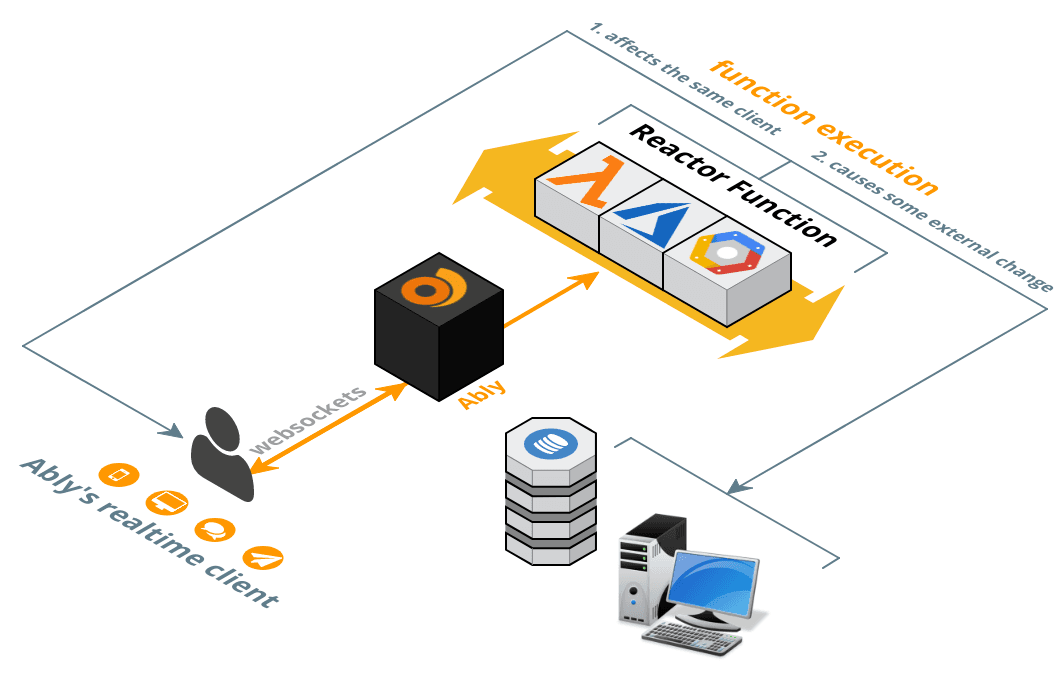 1. affects the same client
function execution
2. causes some external change
Reactor Function
websockets
Ably
Ably's realtime client